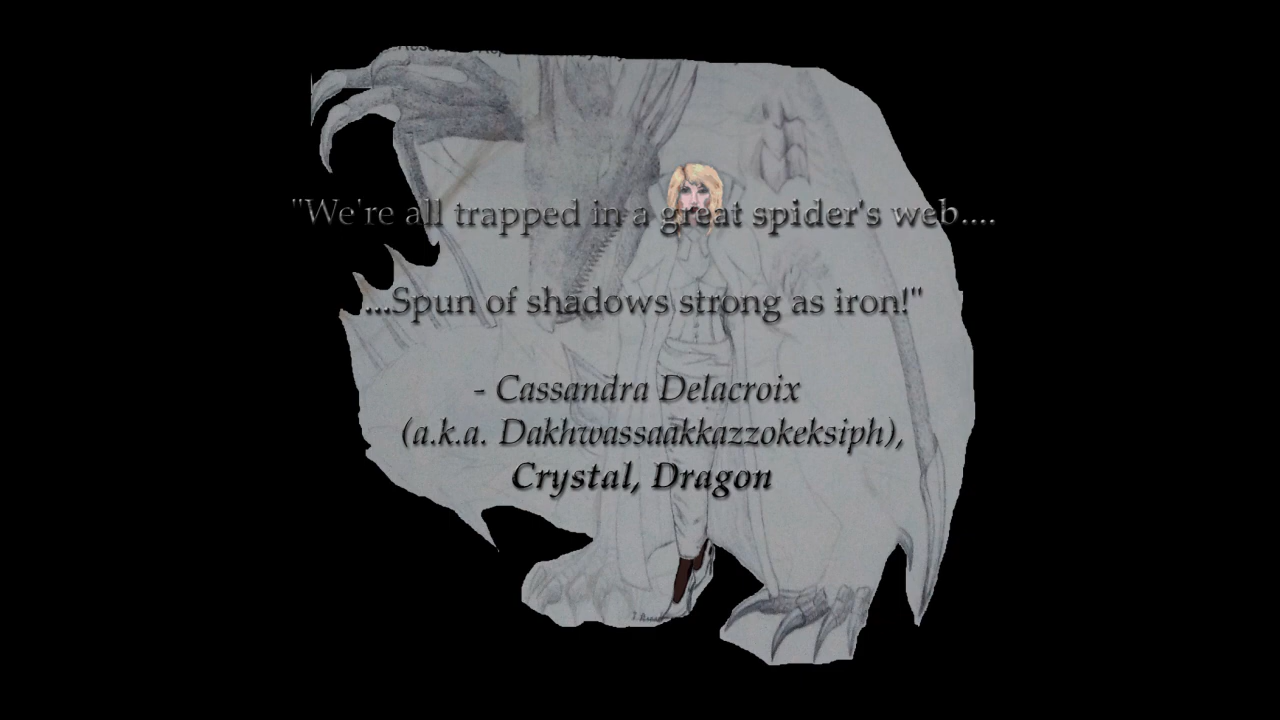 "We're all trapped in a great spider's web....
...Spun of shadows strong as iron!"
- Cassandra Delacroix
(a.k.a. Dakhwassaakkazzokeksiph),
Crystal, Dragon